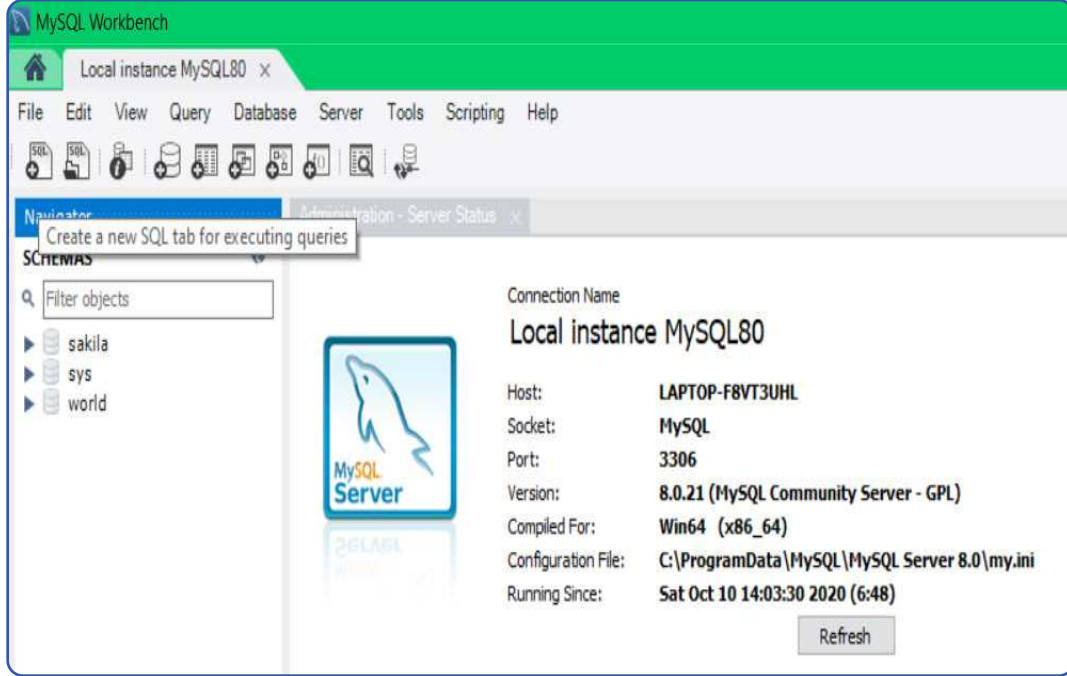 MySQL Workbench
Local instance MySQL80
File Edit View Query Database Server Tools Scripting Help
SQL SQL
Navigator
Administration - Server Status
Create a new SQL tab for executing queries
SCHEMAS
Filter objects
sakila
sys
world
MySQL
Server
Connection Name
Local instance MySQL80
Host: LAPTOP-F8VT3UHL
Socket: MySQL
Port: 3306
Version: 8.0.21 (MySQL Community Server - GPL)
Compiled For: Win64 (x86_64)
Configuration File: C:\ProgramData\MySQL\MySQL Server 8.0\my.ini
Running Since: Sat Oct 10 14:03:30 2020 (6:48)
Refresh